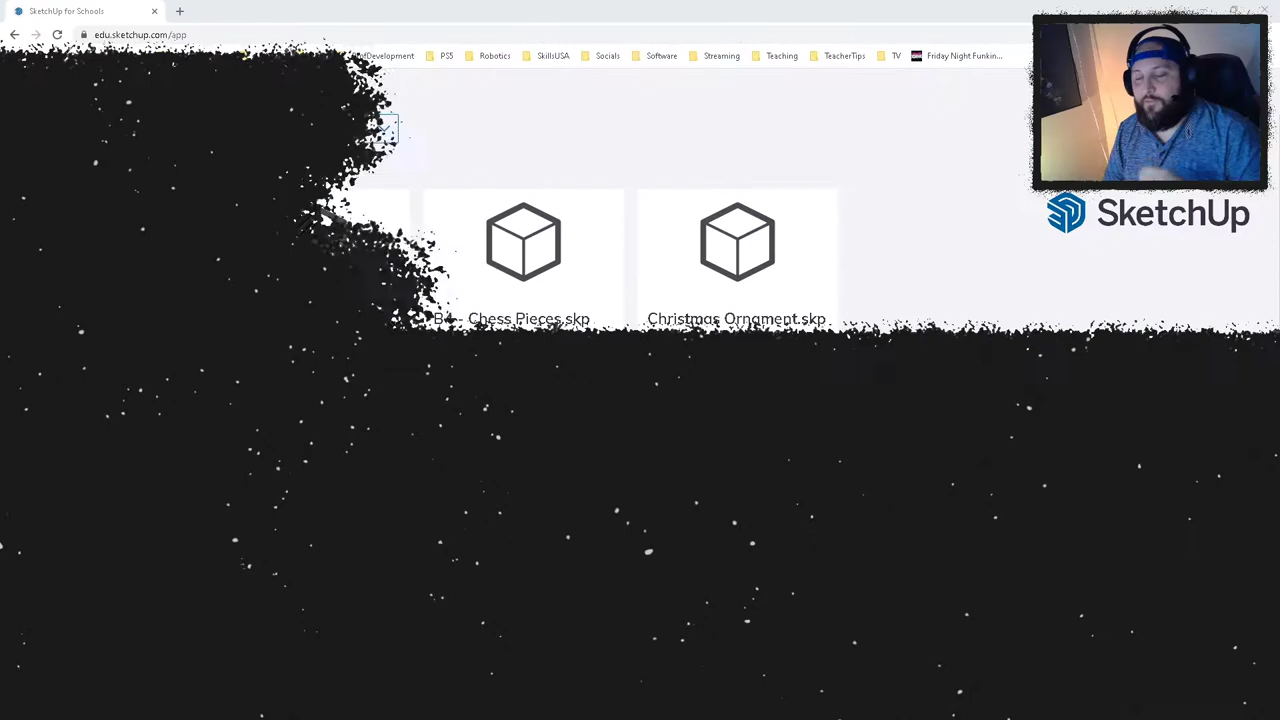 SketchUp for Schools
edu.sketchup.com/app
dDevelopment PS5 Robotics SkillsUSA Socials Software Streaming Teaching TeacherTips TV Friday Night Funkin...
SketchUp
- Chess Pieces.skp
Christmas Ornament.skp